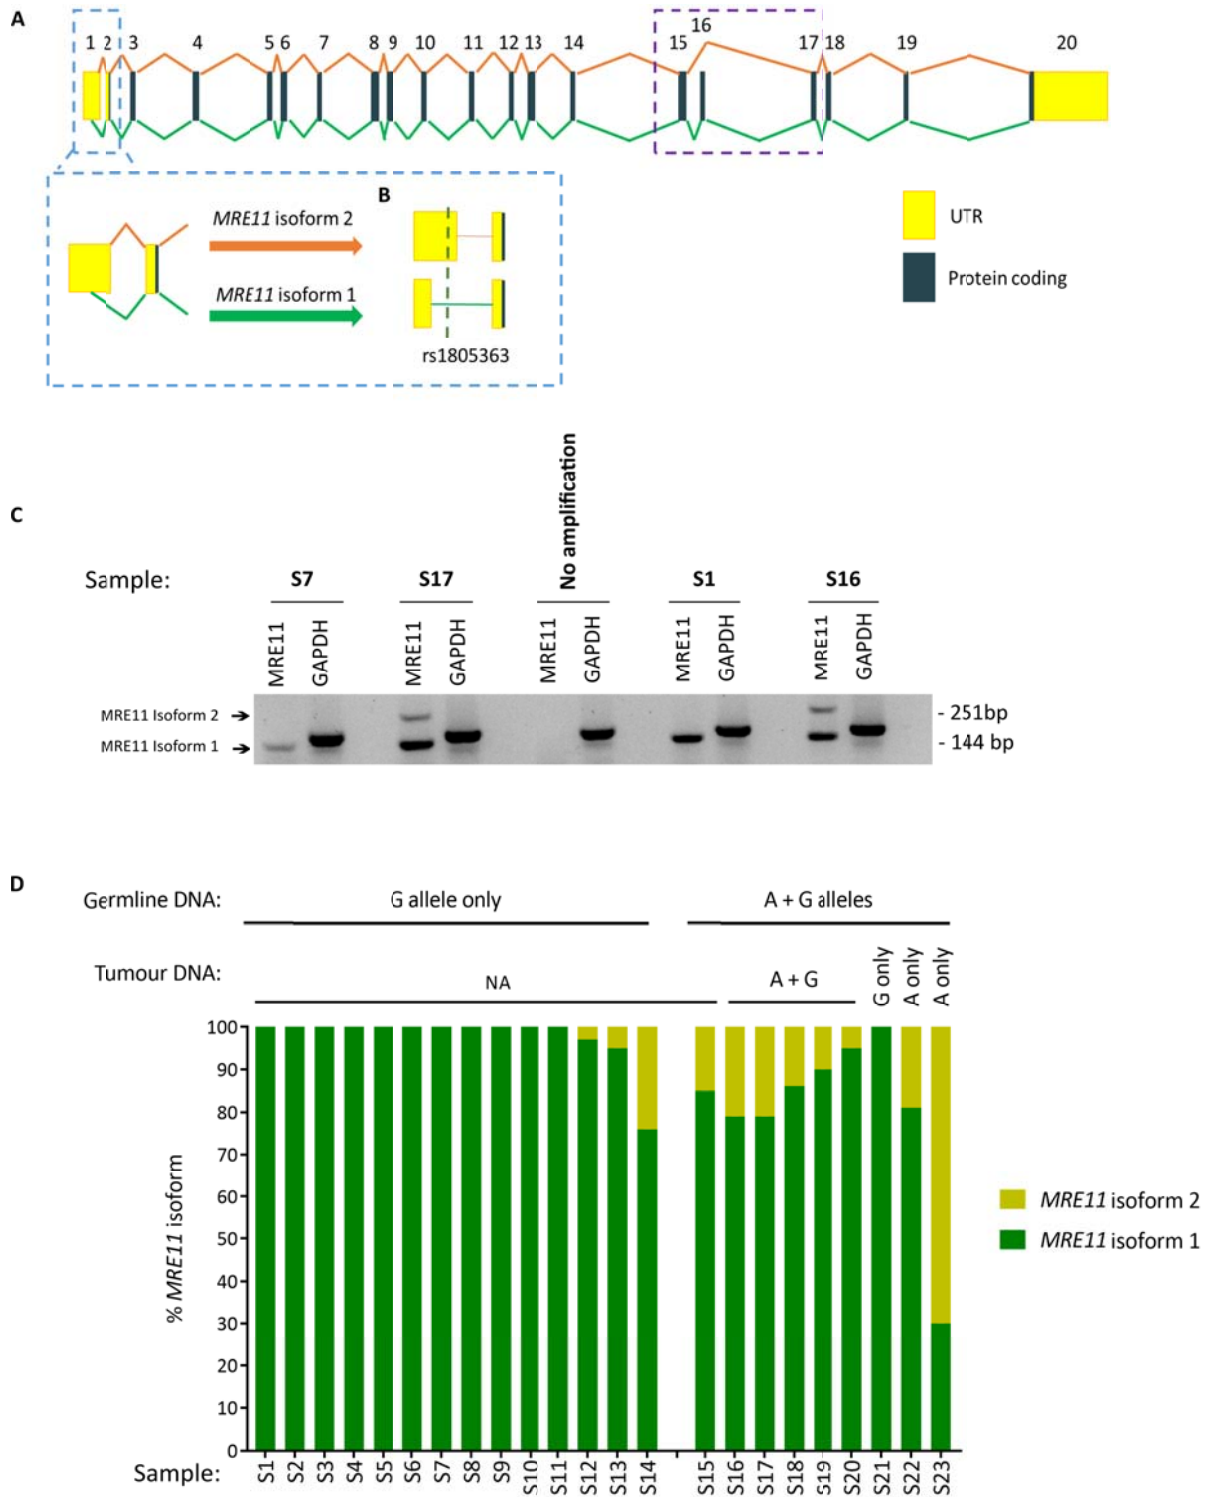 A
1 2 3 4 5 6 7 8 9 10 11 12 13 14 15 16 17 18 19 20
B
MRE11 isoform 2
MRE11 isoform 1
rs1805363
UTR
Protein coding
C
No amplification
Sample: S7 S17 S1 S16
MRE11 GAPDH MRE11 GAPDH MRE11 GAPDH MRE11 GAPDH MRE11 GAPDH
MRE11 Isoform 2
MRE11 Isoform 1
- 251bp
- 144 bp
D
Germline DNA: G allele only A + G alleles
Tumour DNA: NA A + G G only A only A only
% MRE11 isoform
100
90
80
70
60
50
40
30
20
10
0
Sample: S1 S2 S3 S4 S5 S6 S7 S8 S9 S10 S11 S12 S13 S14 S15 S16 S17 S18 S19 S20 S21 S22 S23
MRE11 isoform 2
MRE11 isoform 1